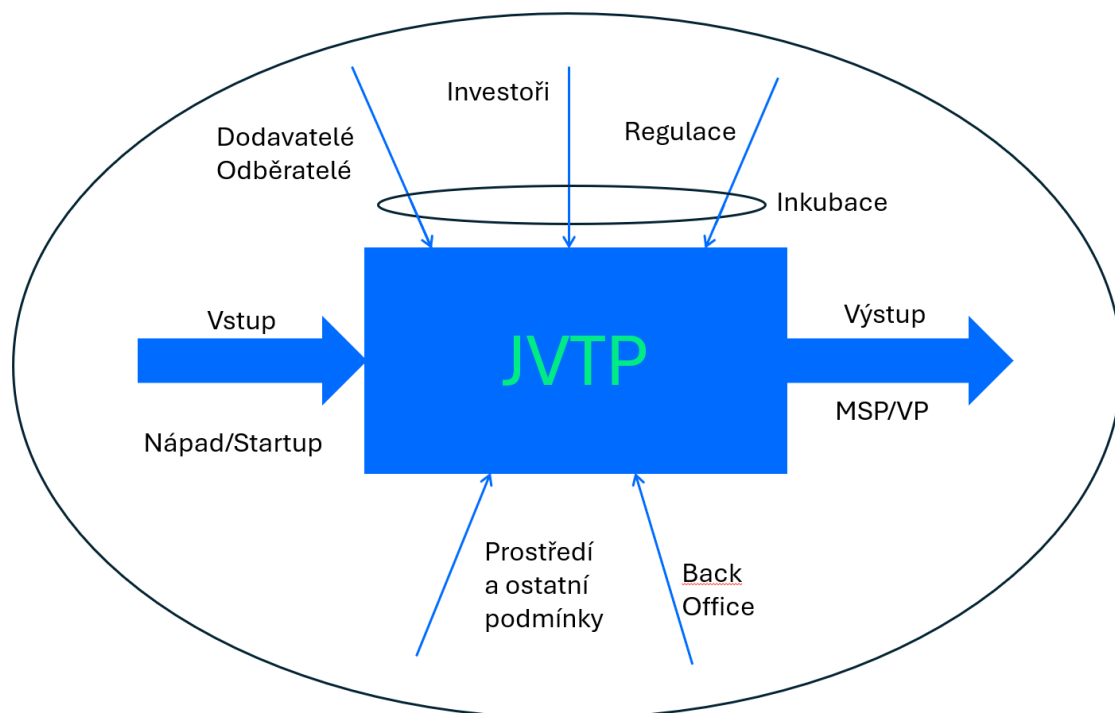 Investoři
Dodavatelé
Odběratelé
Regulace
Inkubace
Vstup
JVTP
Výstup
Nápad/Startup
MSP/VP
Prostředí
a ostatní
podmínky
Back
Office